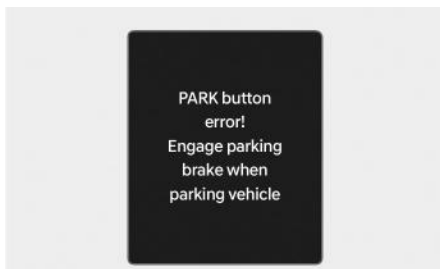 PARK button
error!
Engage parking
brake when
parking vehicle